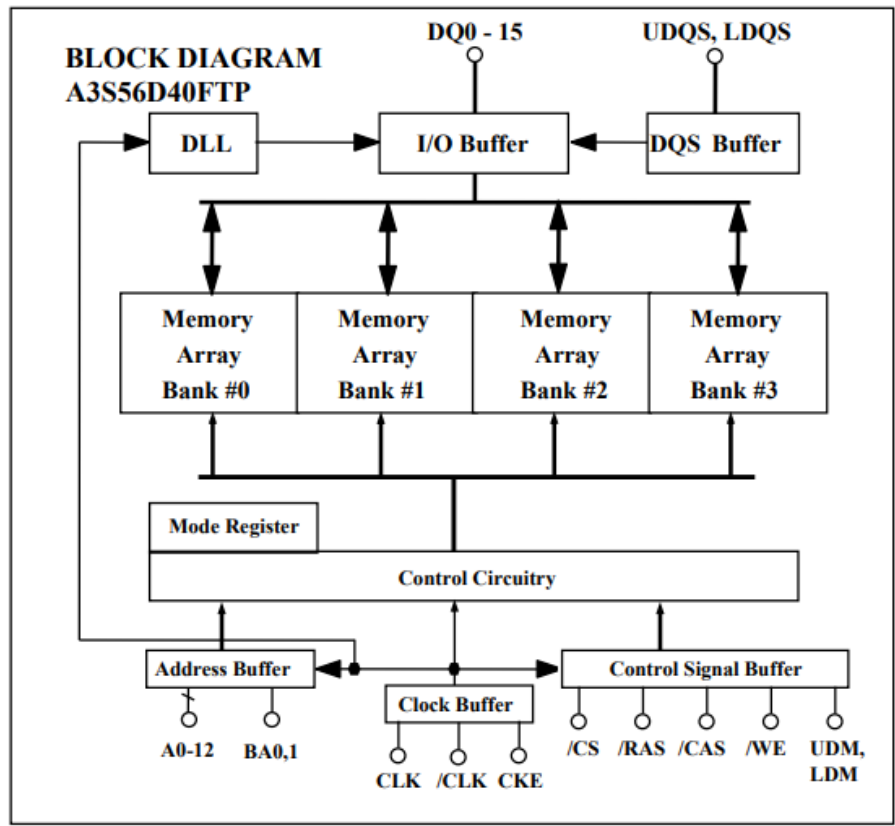 DQ0 - 15
UDQS, LDQS
BLOCK DIAGRAM
A3S56D40FTP
DLL
I/O Buffer
DQS Buffer
Memory
Array
Bank #0
Memory
Array
Bank #1
Memory
Array
Bank #2
Memory
Array
Bank #3
Mode Register
Control Circuitry
Address Buffer
Control Signal Buffer
Clock Buffer
A0-12
BA0,1
CLK
/CLK
CKE
/CS
/RAS
/CAS
/WE
UDM,
LDM